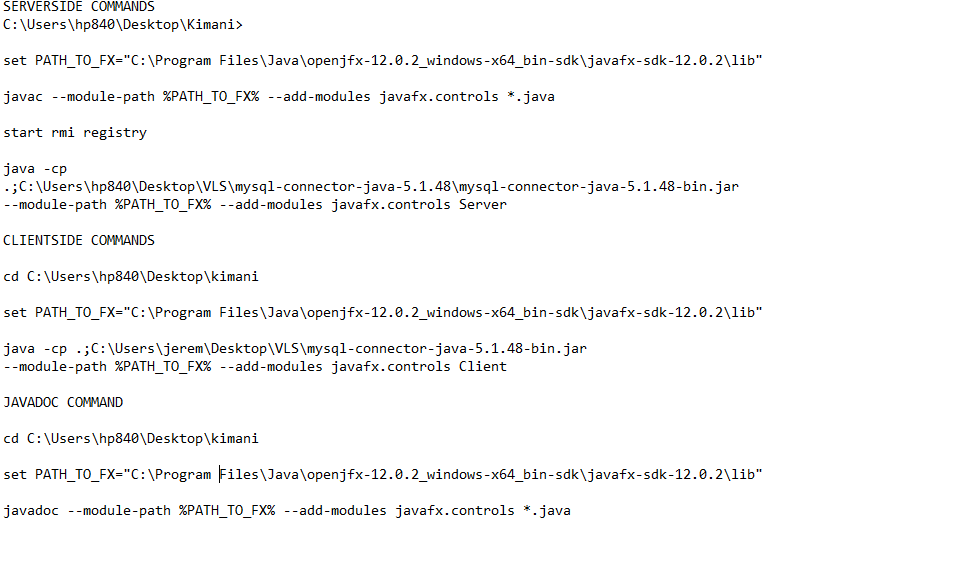 SERVERSIDE COMMANDS
C:\Users\hp840\Desktop\Kimani>
set PATH_TO_FX="C:\Program Files\Java\openjfx-12.0.2_windows-x64_bin-sdk\javafx-sdk-12.0.2\lib"
javac --module-path %PATH_TO_FX% --add-modules javafx.controls *.java
start rmi registry
java -cp
.;C:\Users\hp840\Desktop\VLS\mysql-connector-java-5.1.48\mysql-connector-java-5.1.48-bin.jar
--module-path %PATH_TO_FX% --add-modules javafx.controls Server
CLIENTSIDE COMMANDS
cd C:\Users\hp840\Desktop\kimani
set PATH_TO_FX="C:\Program Files\Java\openjfx-12.0.2_windows-x64_bin-sdk\javafx-sdk-12.0.2\lib"
java -cp .;C:\Users\jerem\Desktop\VLS\mysql-connector-java-5.1.48-bin.jar
--module-path %PATH_TO_FX% --add-modules javafx.controls Client
JAVADOC COMMAND
cd C:\Users\hp840\Desktop\kimani
set PATH_TO_FX="C:\Program Files\Java\openjfx-12.0.2_windows-x64_bin-sdk\javafx-sdk-12.0.2\lib"
javadoc --module-path %PATH_TO_FX% --add-modules javafx.controls *.java